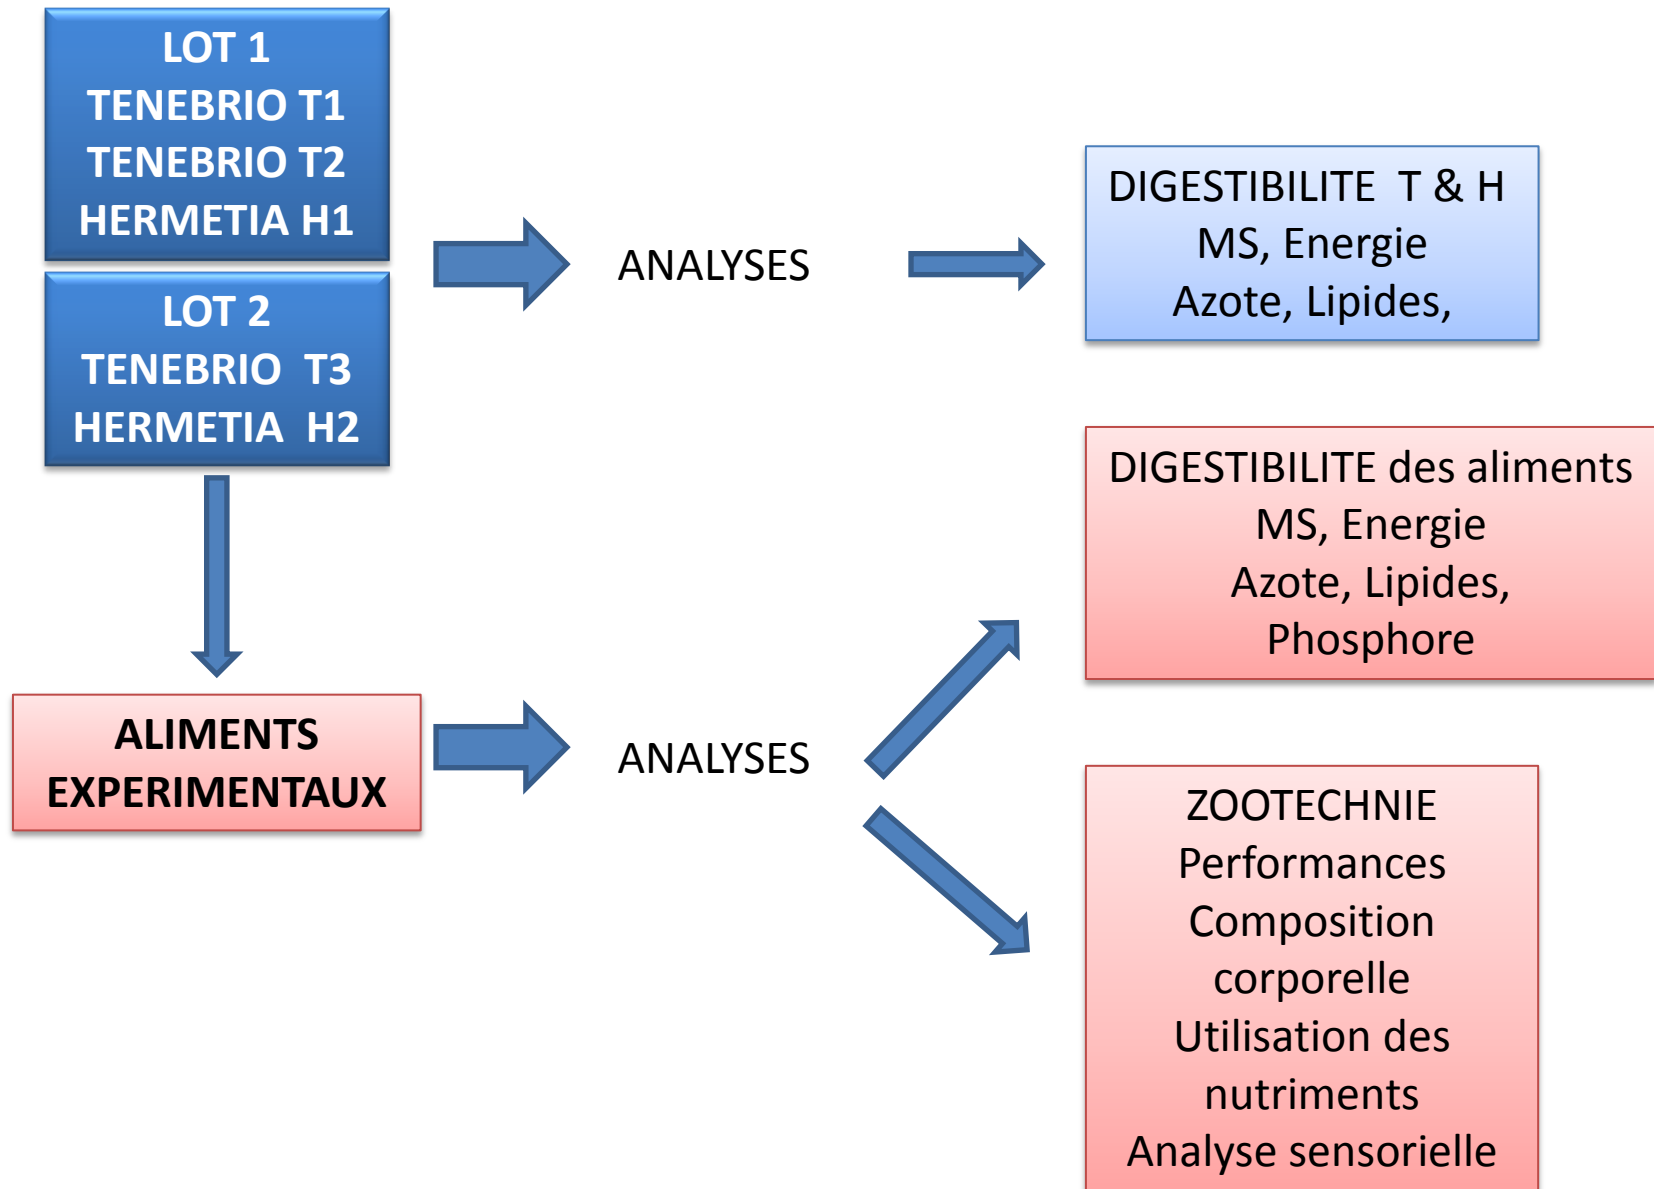 LOT 1
TENEBRIO T1
TENEBRIO T2
HERMETIA H1
LOT 2
TENEBRIO T3
HERMETIA H2
ANALYSES
DIGESTIBILITE T & H
MS, Energie
Azote, Lipides,
DIGESTIBILITE des aliments
MS, Energie
Azote, Lipides,
Phosphore
ALIMENTS
EXPERIMENTAUX
ANALYSES
ZOOTECHNIE
Performances
Composition
corporelle
Utilisation des
nutriments
Analyse sensorielle